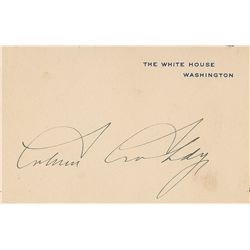 THE WHITE HOUSE
WASHINGTON
Calvin Coolidge